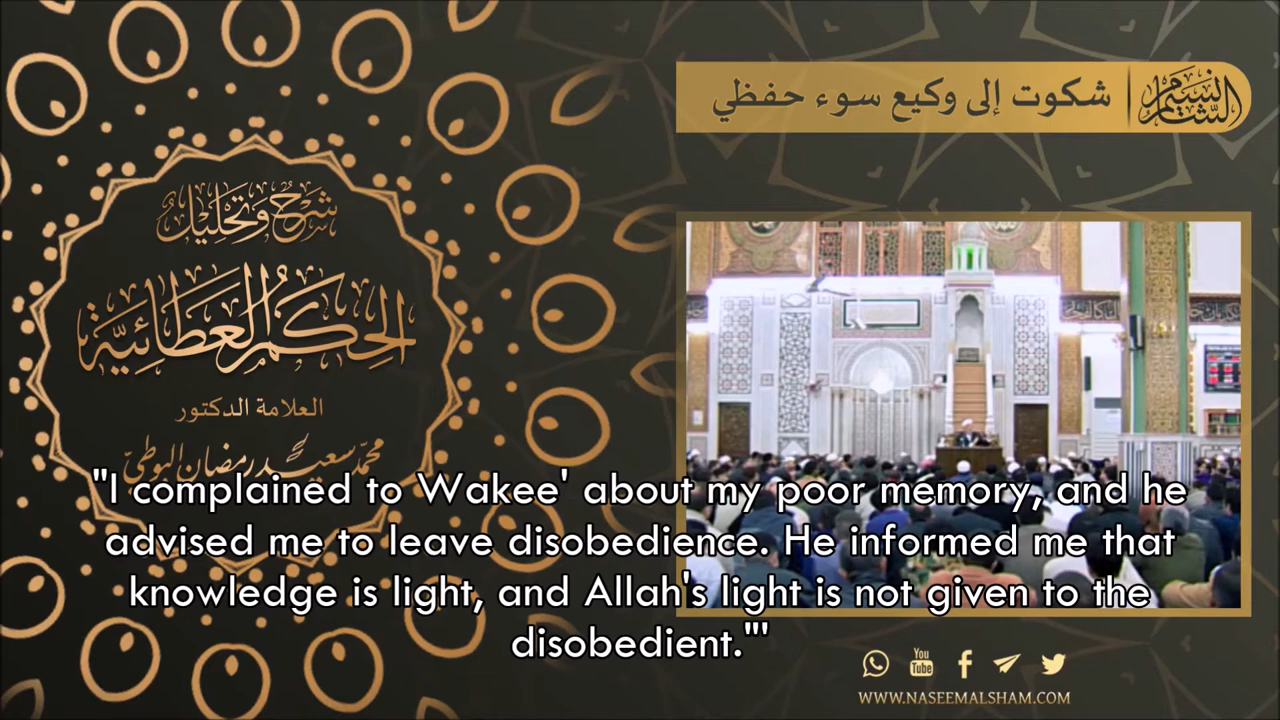 شكوت إلى وكيع سوء حفظي
نسيم الشام
شرح وتحليل
الحكم العطائية
العلامة الدكتور
محمد سعيد رمضان البوطي
"I complained to Wakee' about my poor memory, and he
advised me to leave disobedience. He informed me that
knowledge is light, and Allah's light is not given to the
disobedient."'
You
Tube
WWW.NASEEMALSHAM.COM